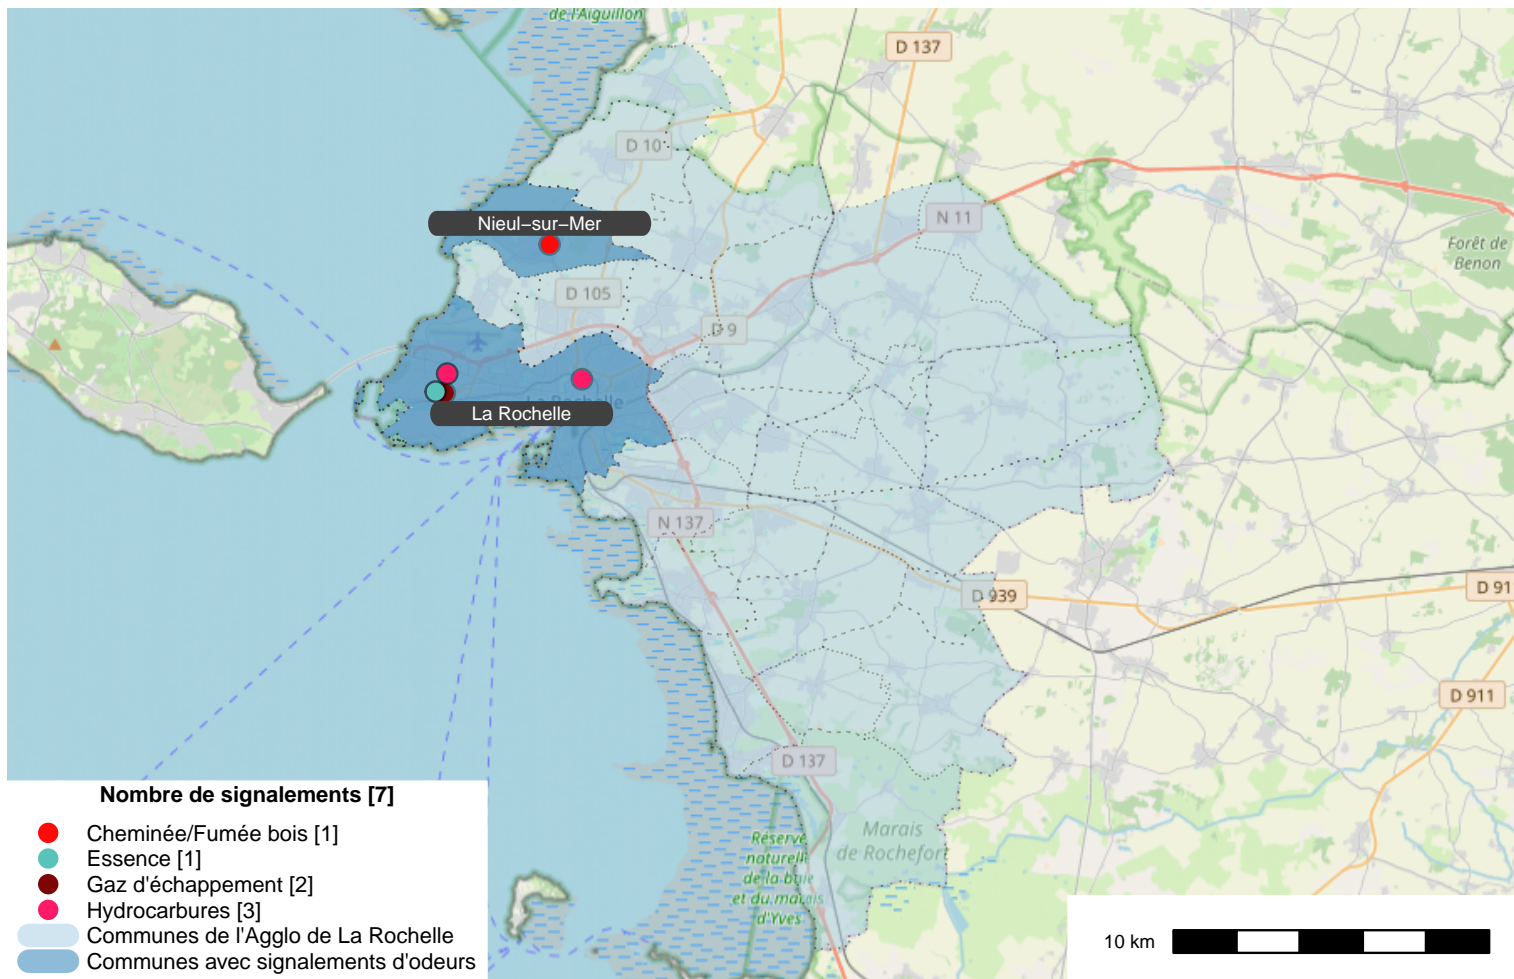 de l'Aiguillon
D 137
D 10
Nieul−sur−Mer
N 11
Forêt de
Benon
D 105
D 9
La Rochelle
La Rochelle
N 137
D 939
D 91
D 911
D 137
Marais
de Rochefort
Réserve
naturell
de la baie
et du marais
d'Yves
Nombre de signalements [7]
Cheminée/Fumée bois [1]
Essence [1]
Gaz d'échappement [2]
Hydrocarbures [3]
Communes de l'Agglo de La Rochelle
Communes avec signalements d'odeurs
10 km